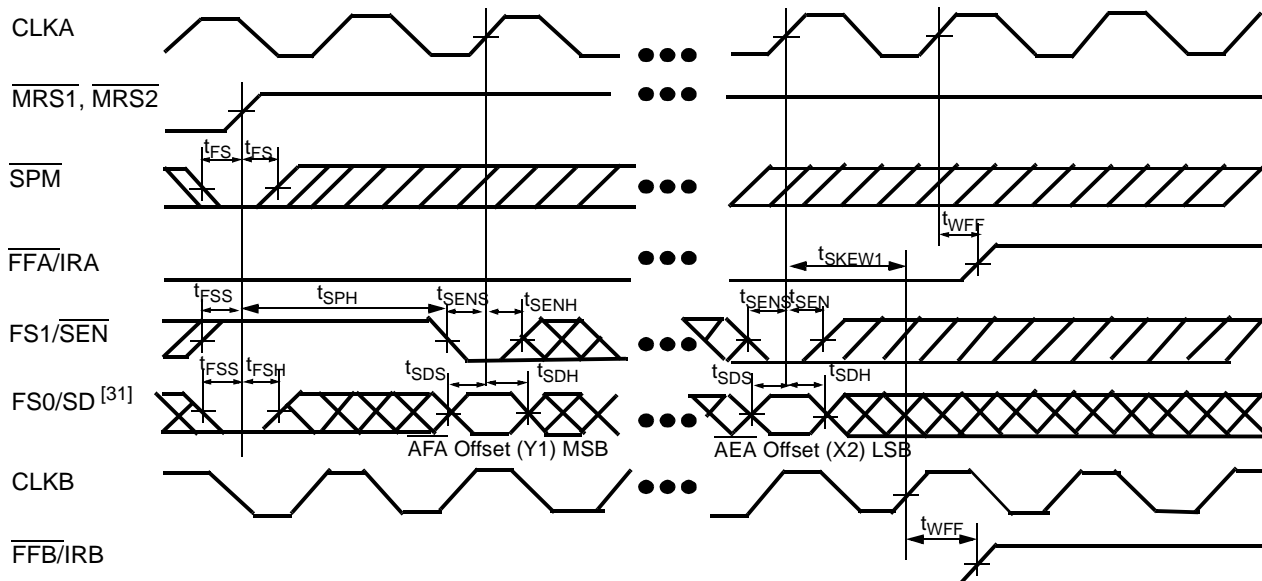 CLKA
MRS1, MRS2
tFS tFS
SPM
tWFF
FFA/IRA
tSKEW1
tFSS tSPH tSENS tSENH tSENS tSEN
FS1/SEN
tFSS tFSH tSDS tSDH tSDS tSDH
FS0/SD [31]
AFA Offset (Y1) MSB AEA Offset (X2) LSB
CLKB
tWFF
FFB/IRB